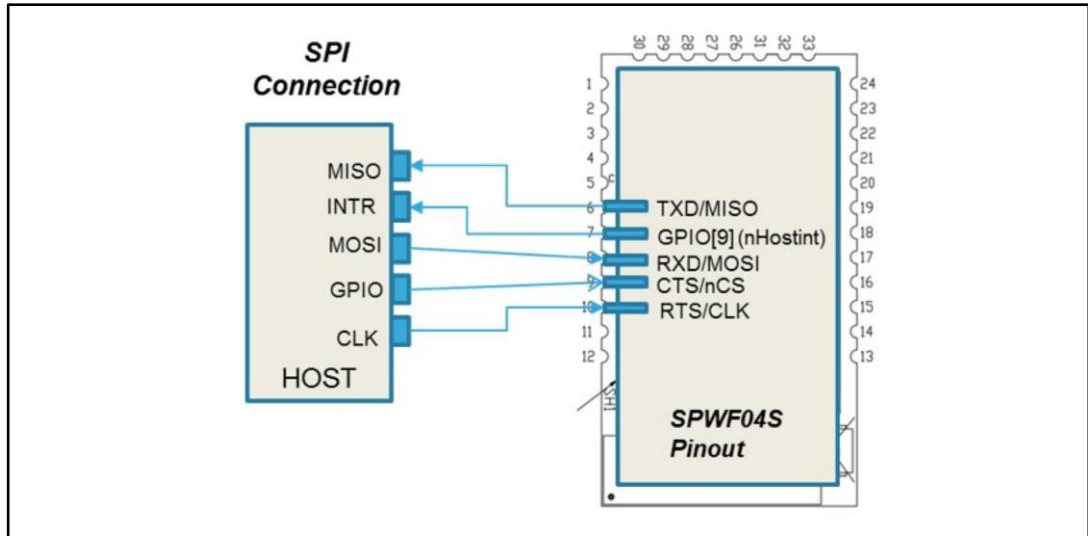 SPI
Connection
MISO
INTR
MOSI
GPIO
CLK
HOST
30 29 28 27 26 31 32 33
1
2
3
4
5
6
7
8
9
10
11
12
C
TXD/MISO
GPIO[9] (nHostint)
RXD/MOSI
CTS/nCS
RTS/CLK
24
23
22
21
20
19
18
17
16
15
14
13
SH1
SPWF04S
Pinout